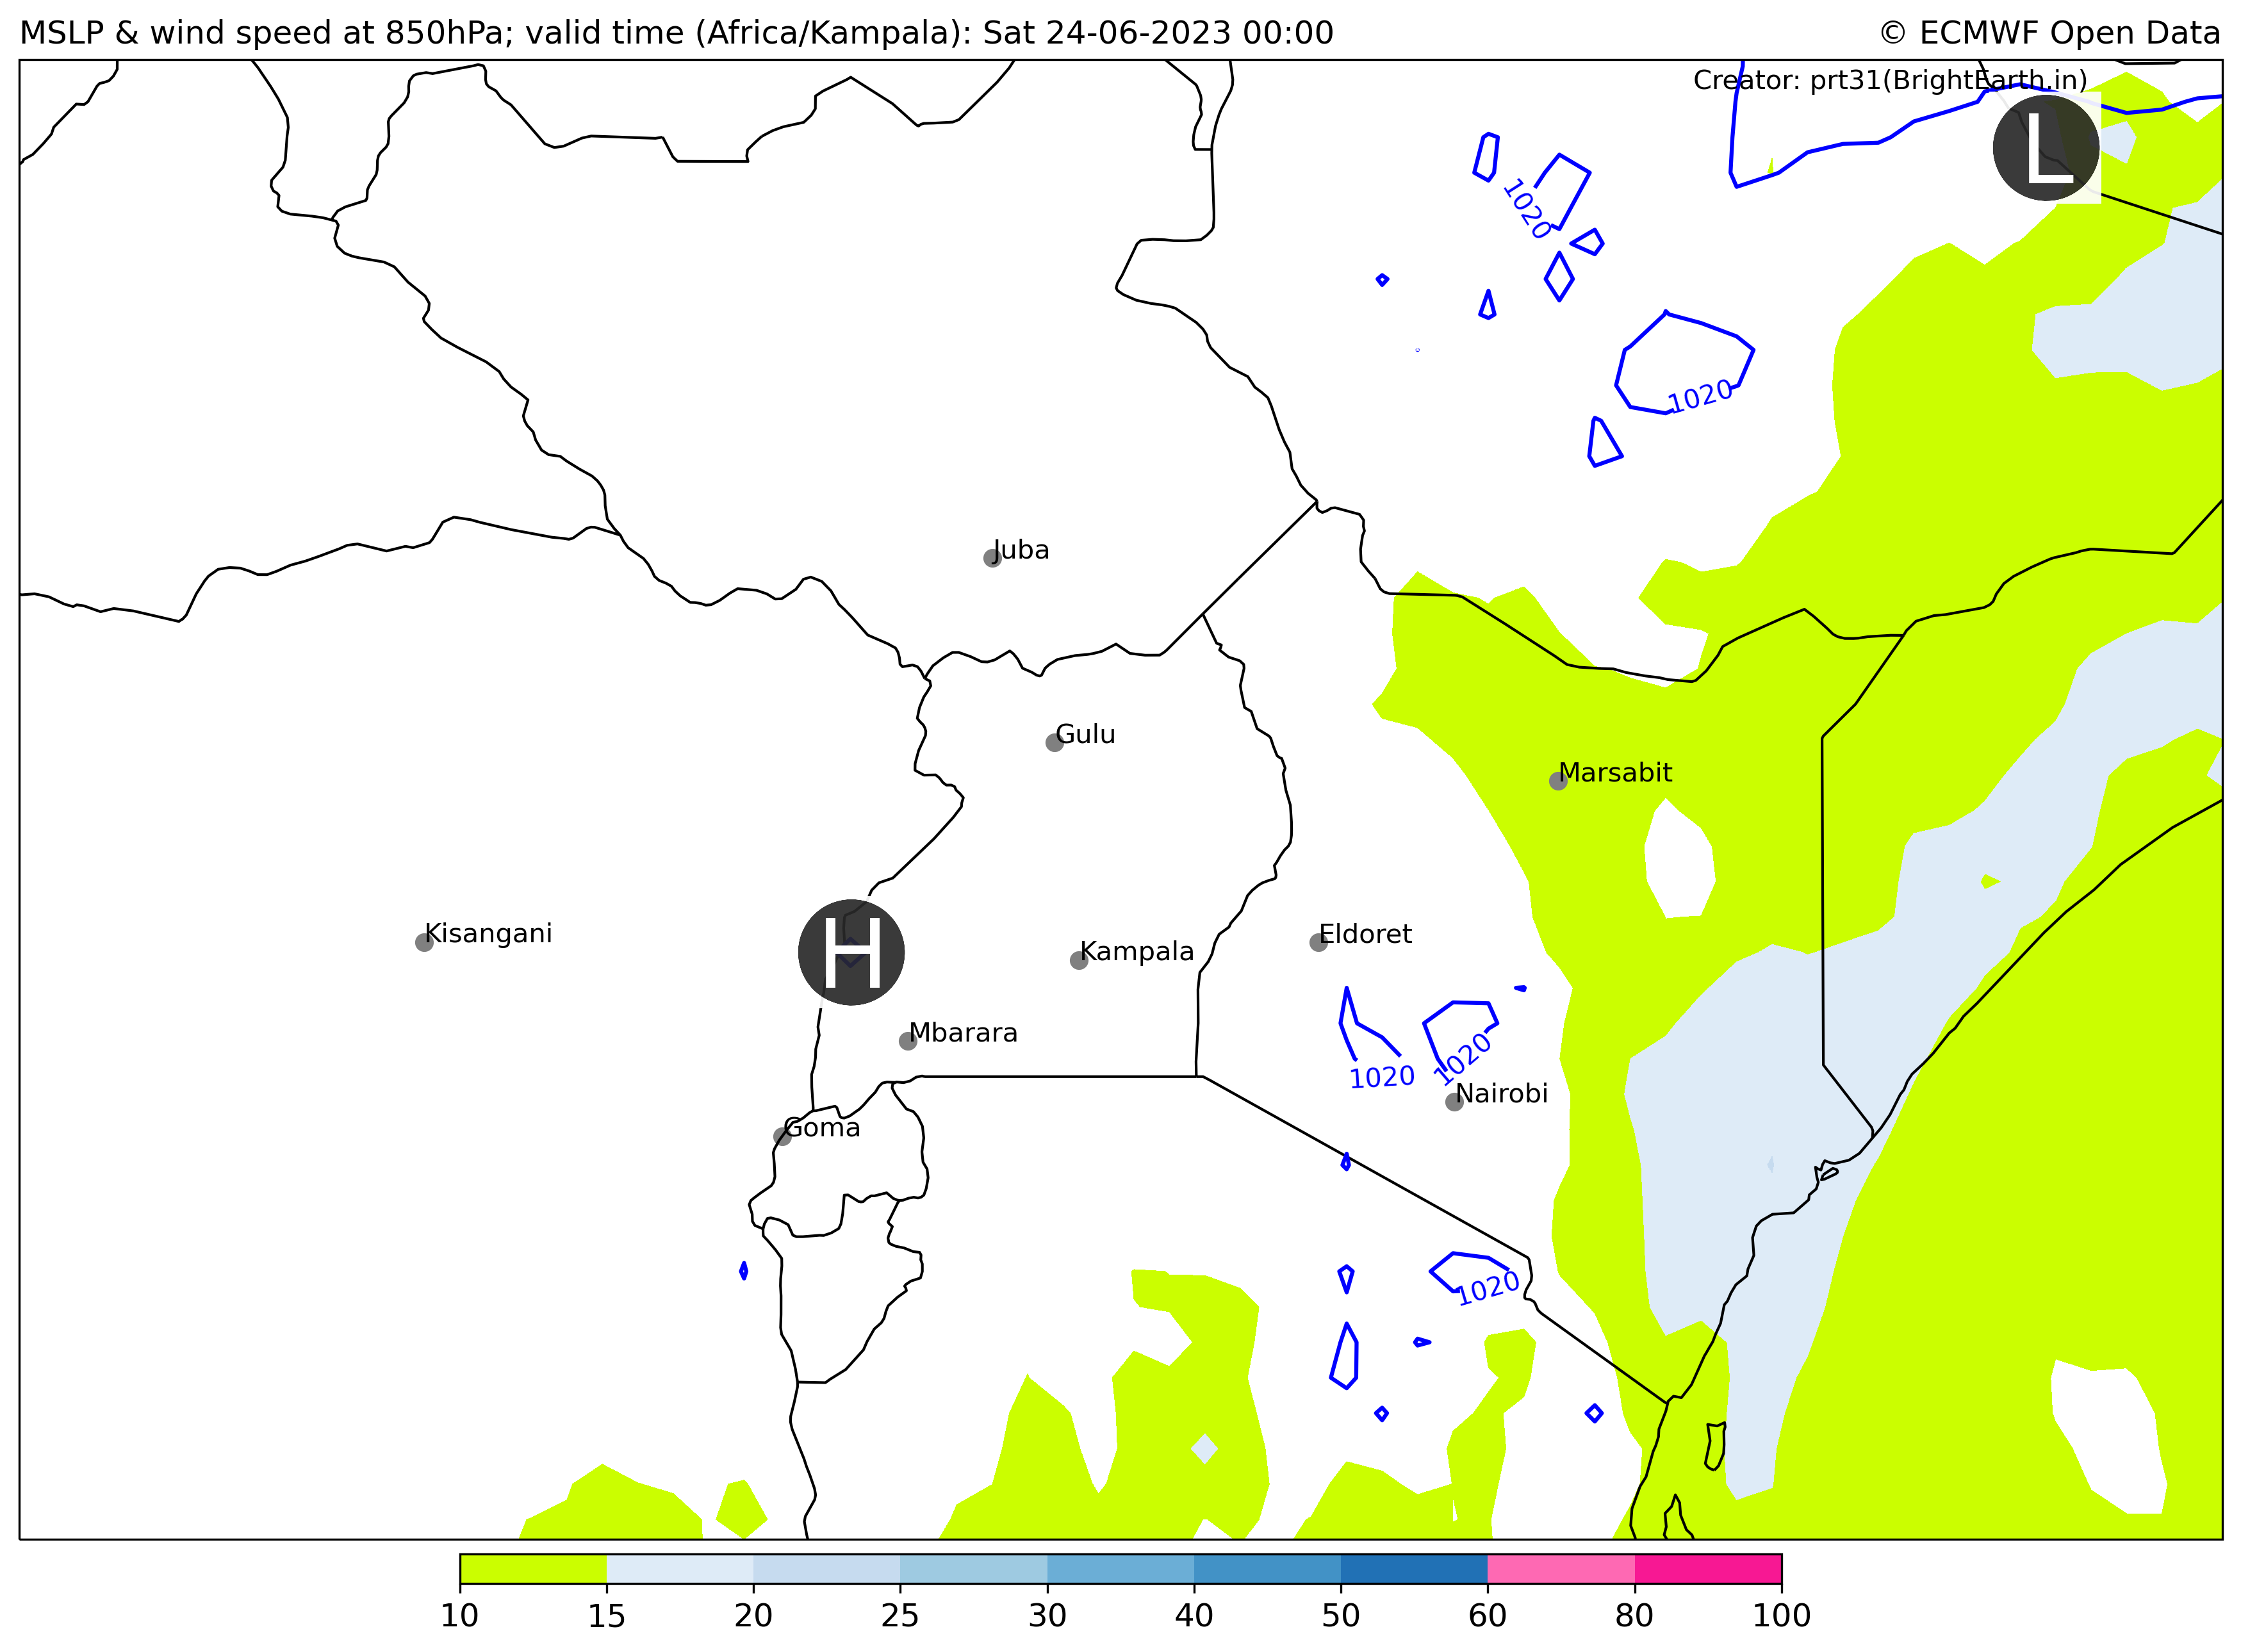 MSLP & wind speed at 850hPa; valid time (Africa/Kampala): Sat 24-06-2023 00:00
© ECMWF Open Data
Creator: prt31(BrightEarth.in)
L
1020
1020
Juba
Gulu
Marsabit
Kisangani
H
Kampala
Eldoret
Mbarara
1020
1020
Nairobi
Goma
1020
10 15 20 25 30 40 50 60 80 100